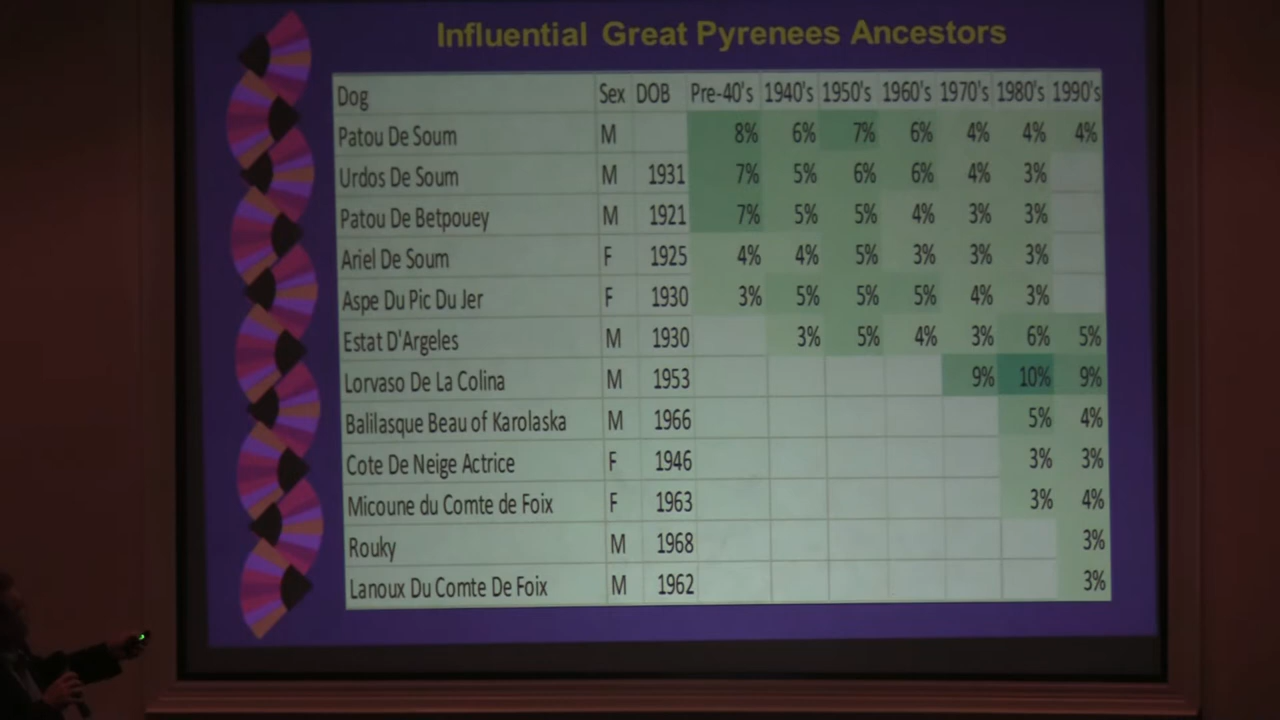 Influential Great Pyrenees Ancestors
Dog Sex DOB Pre-40's 1940's 1950's 1960's 1970's 1980's 1990's
Patou De Soum M 8% 6% 7% 6% 4% 4% 4%
Urdos De Soum M 1931 7% 5% 6% 6% 4% 3%
Patou De Betpouey M 1921 7% 5% 5% 4% 3% 3%
Ariel De Soum F 1925 4% 4% 5% 3% 3% 3%
Aspe Du Pic Du Jer F 1930 3% 5% 5% 5% 4% 3%
Estat D'Argeles M 1930 3% 5% 4% 3% 6% 5%
Lorvaso De La Colina M 1953 9% 10% 9%
Balilasque Beau of Karolaska M 1966 5% 4%
Cote De Neige Actrice F 1946 3% 3%
Micoune du Comte de Foix F 1963 3% 4%
Rouky M 1968 3%
Lanoux Du Comte De Foix M 1962 3%